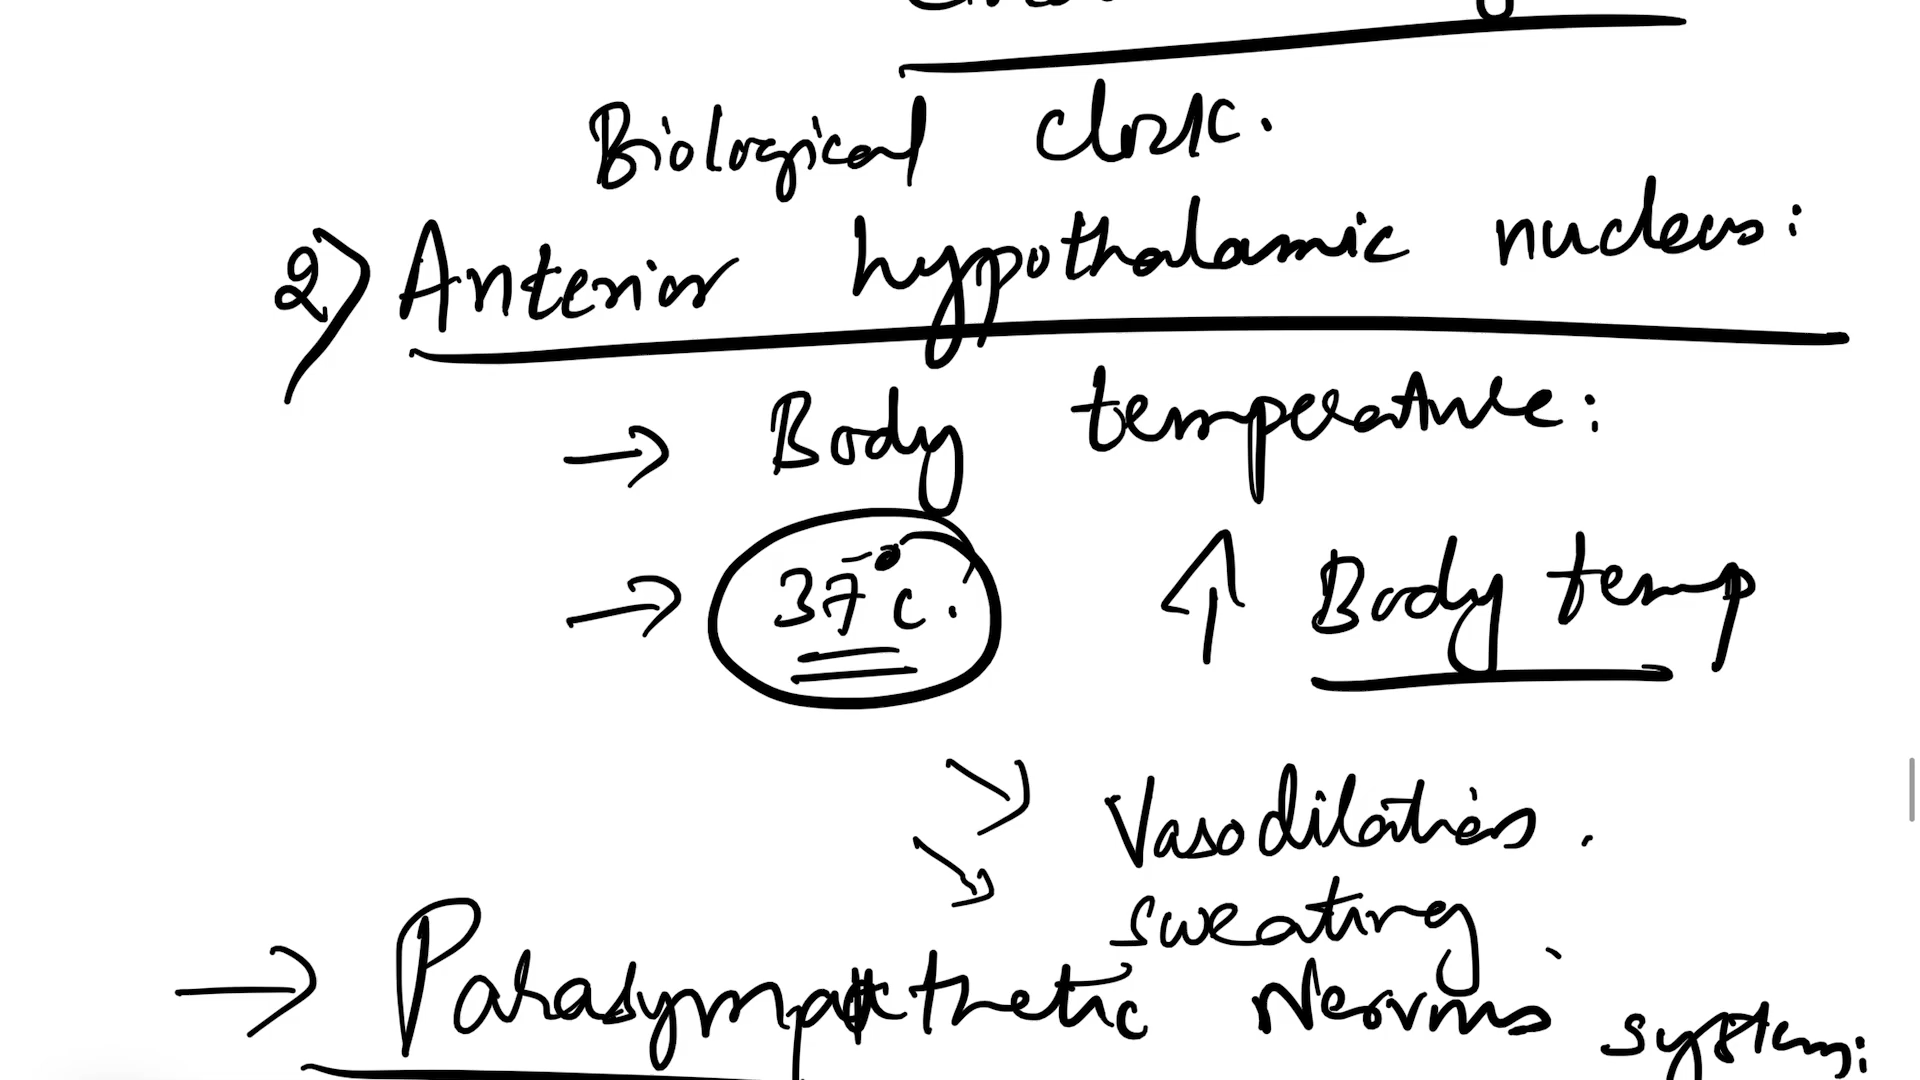 Biological clock.
2) Anterior hypothalamic nucleus:
→ Body temperature:
→ 37°C. ↑ Body temp
↘ Vasodilation.
↘ sweating
→ Parasympathetic Nervous system: